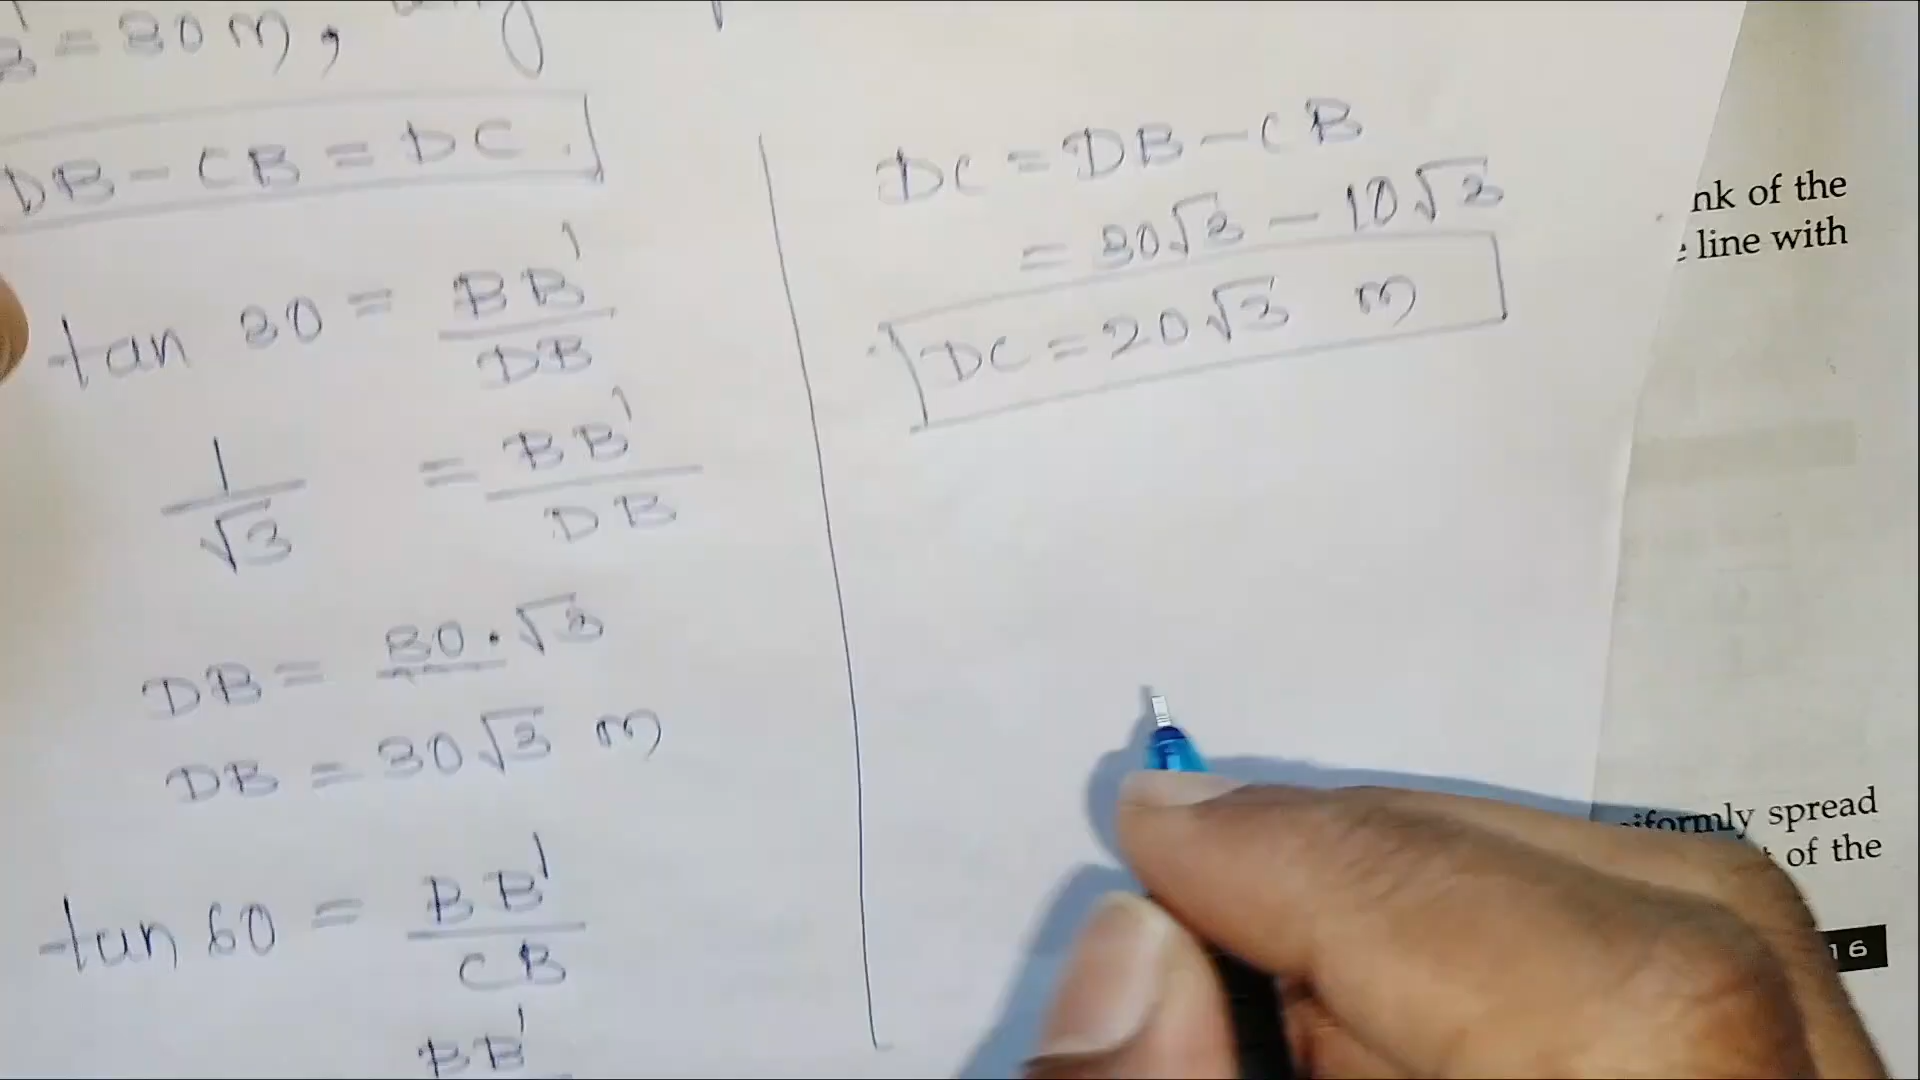 = 30 m,
DB - CB = DC.
tan 30 = BB'/DB
1/√3 = BB'/DB
DB = 30 · √3
DB = 30√3 m
tan 60 = BB'/CB
BB'
DC = DB - CB
= 30√3 - 10√3
DC = 20√3 m
nk of the
line with
iformly spread
of the
16